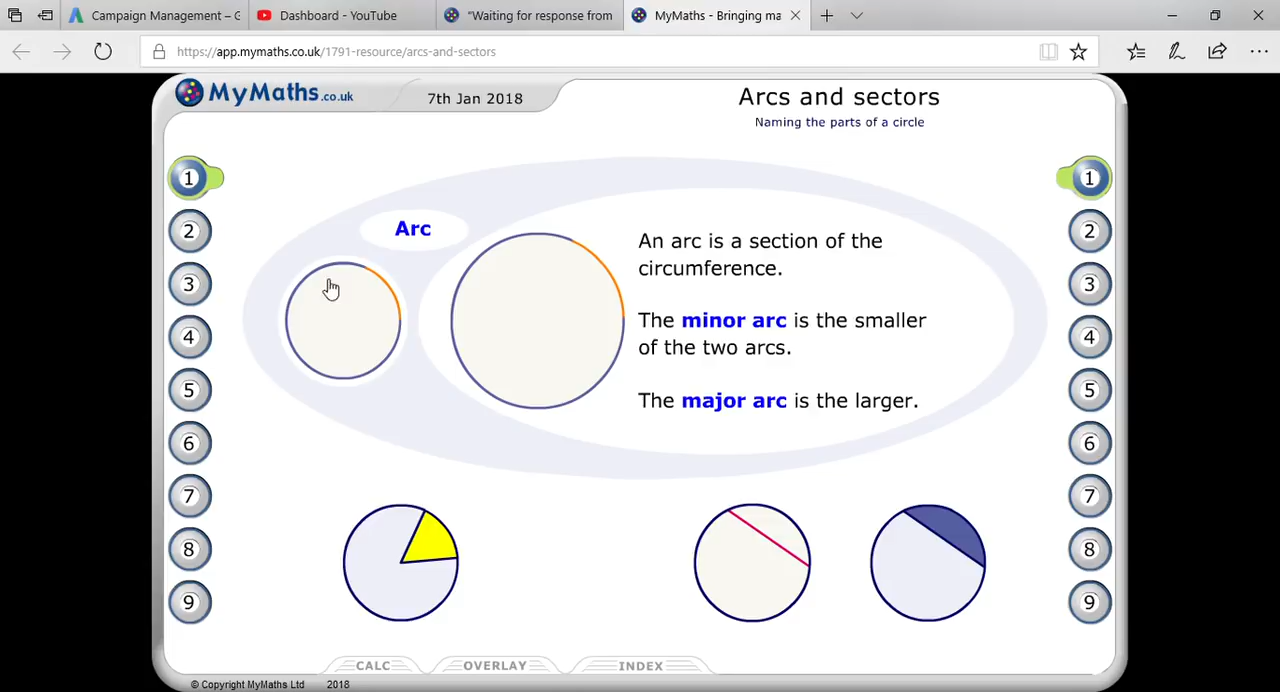 Campaign Management – G
Dashboard - YouTube
"Waiting for response from
MyMaths - Bringing ma
https://app.mymaths.co.uk/1791-resource/arcs-and-sectors
MyMaths.co.uk
7th Jan 2018
Arcs and sectors
Naming the parts of a circle
1
2
3
4
5
6
7
8
9
Arc
An arc is a section of the
circumference.
The minor arc is the smaller
of the two arcs.
The major arc is the larger.
1
2
3
4
5
6
7
8
9
CALC
OVERLAY
INDEX
© Copyright MyMaths Ltd 2018